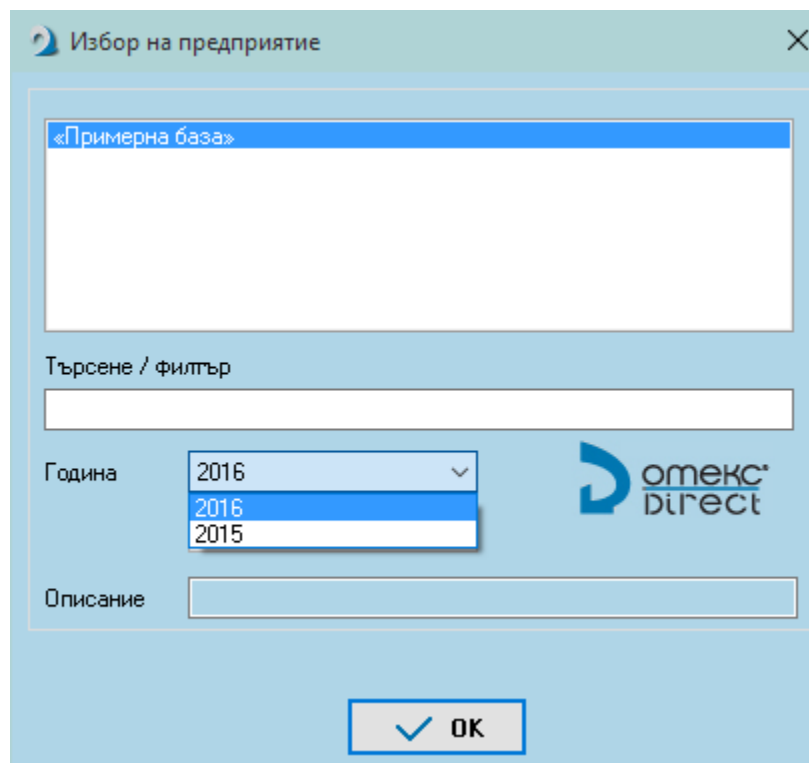 Избор на предприятие
«Примерна база»
Търсене / филтър
Година
2016
2016
2015
омекс
Direct
Описание
OK